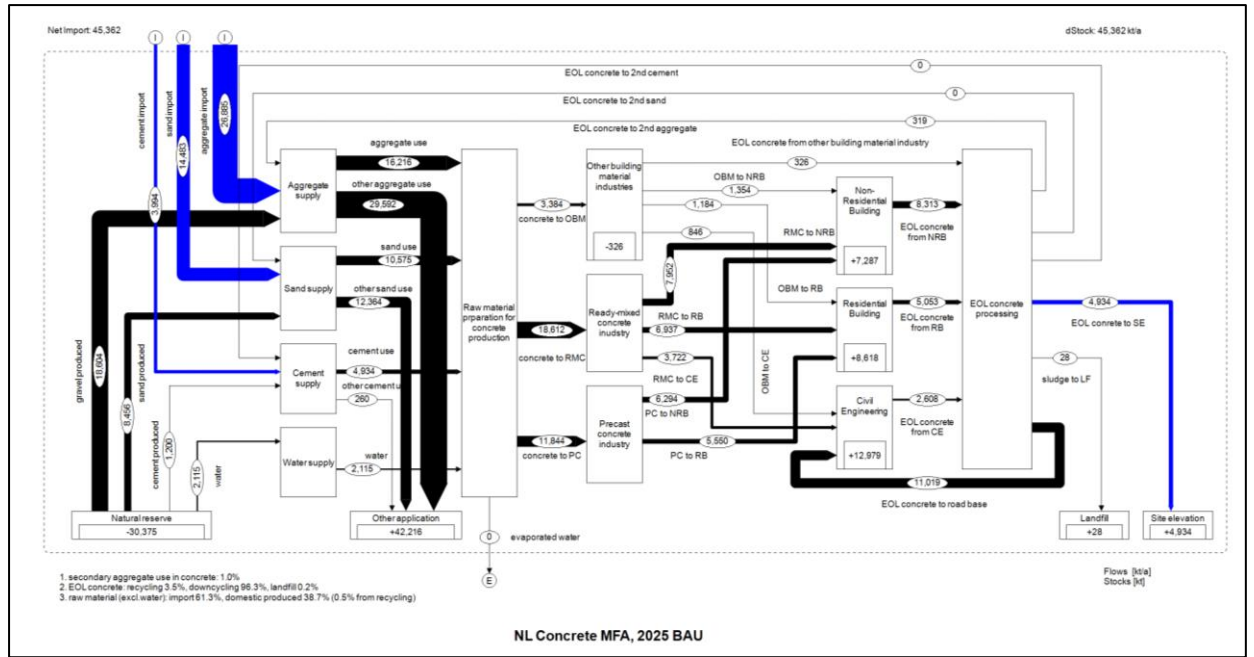 Net Import: 45,362
dStock: 45,362 kt/a
I
I
I
cement import
3,994
sand import
14,483
aggregate import
26,885
0
EOL concrete to 2nd cement
0
EOL concrete to 2nd sand
319
EOL concrete to 2nd aggregate
EOL concrete from other building material industry
326
aggregate use
16,216
other aggregate use
29,592
Aggregate
supply
sand use
10,575
other sand use
12,364
Sand supply
cement use
4,934
other cement u
260
Cement
supply
water
2,115
Water supply
gravel produced
18,604
sand produced
8,456
cement produced
1,200
2,115
water
Natural reserve
-30,375
Other application
+42,216
Raw material
prparation for
concrete
production
0
evaporated water
E
3,384
concrete to OBM
18,612
concrete to RMC
11,844
concrete to PC
Other building
material
industries
-326
Ready-mixed
concrete
inudstry
Precast
concrete
industry
OBM to NRB
1,354
1,184
846
RMC to NRB
7,952
OBM to RB
RMC to RB
6,937
3,722
RMC to CE
OBM to CE
6,294
PC to NRB
5,550
PC to RB
Non-
Residential
Building
+7,287
Residential
Building
+8,618
Civil
Engineering
+12,979
8,313
EOL concrete
from NRB
5,053
EOL concrete
from RB
2,608
EOL concrete
from CE
EOL concrete
processing
4,934
EOL conrete to SE
28
sludge to LF
11,019
EOL concrete to road base
Landfill
+28
Site elevation
+4,934
1. secondary aggregate use in concrete: 1.0%
2. EOL concrete: recycling 3.5%, downcycling 96.3%, landfill 0.2%
3. raw material (excl.water): import 61.3%, domestic produced 38.7% (0.5% from recycling)
Flows [kt/a]
Stocks [kt]
NL Concrete MFA, 2025 BAU